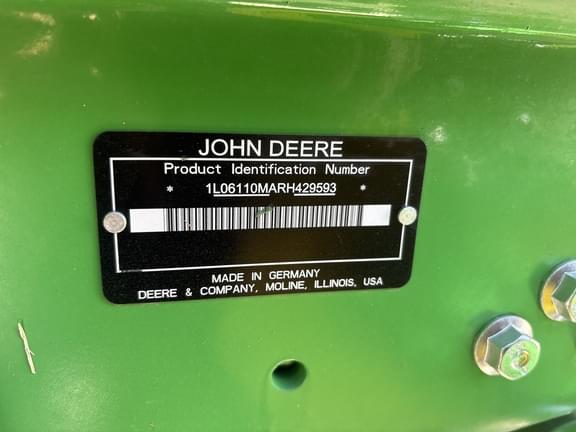 JOHN DEERE
Product Identification Number
* 1L06110MARH429593 *
MADE IN GERMANY
DEERE & COMPANY, MOLINE, ILLINOIS, USA